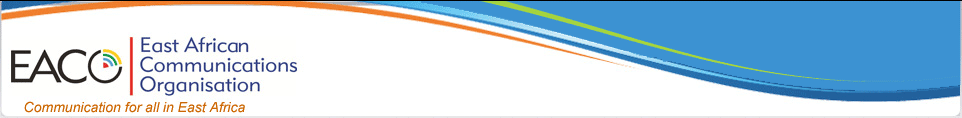 EACO
East African
Communications
Organisation
Communication for all in East Africa